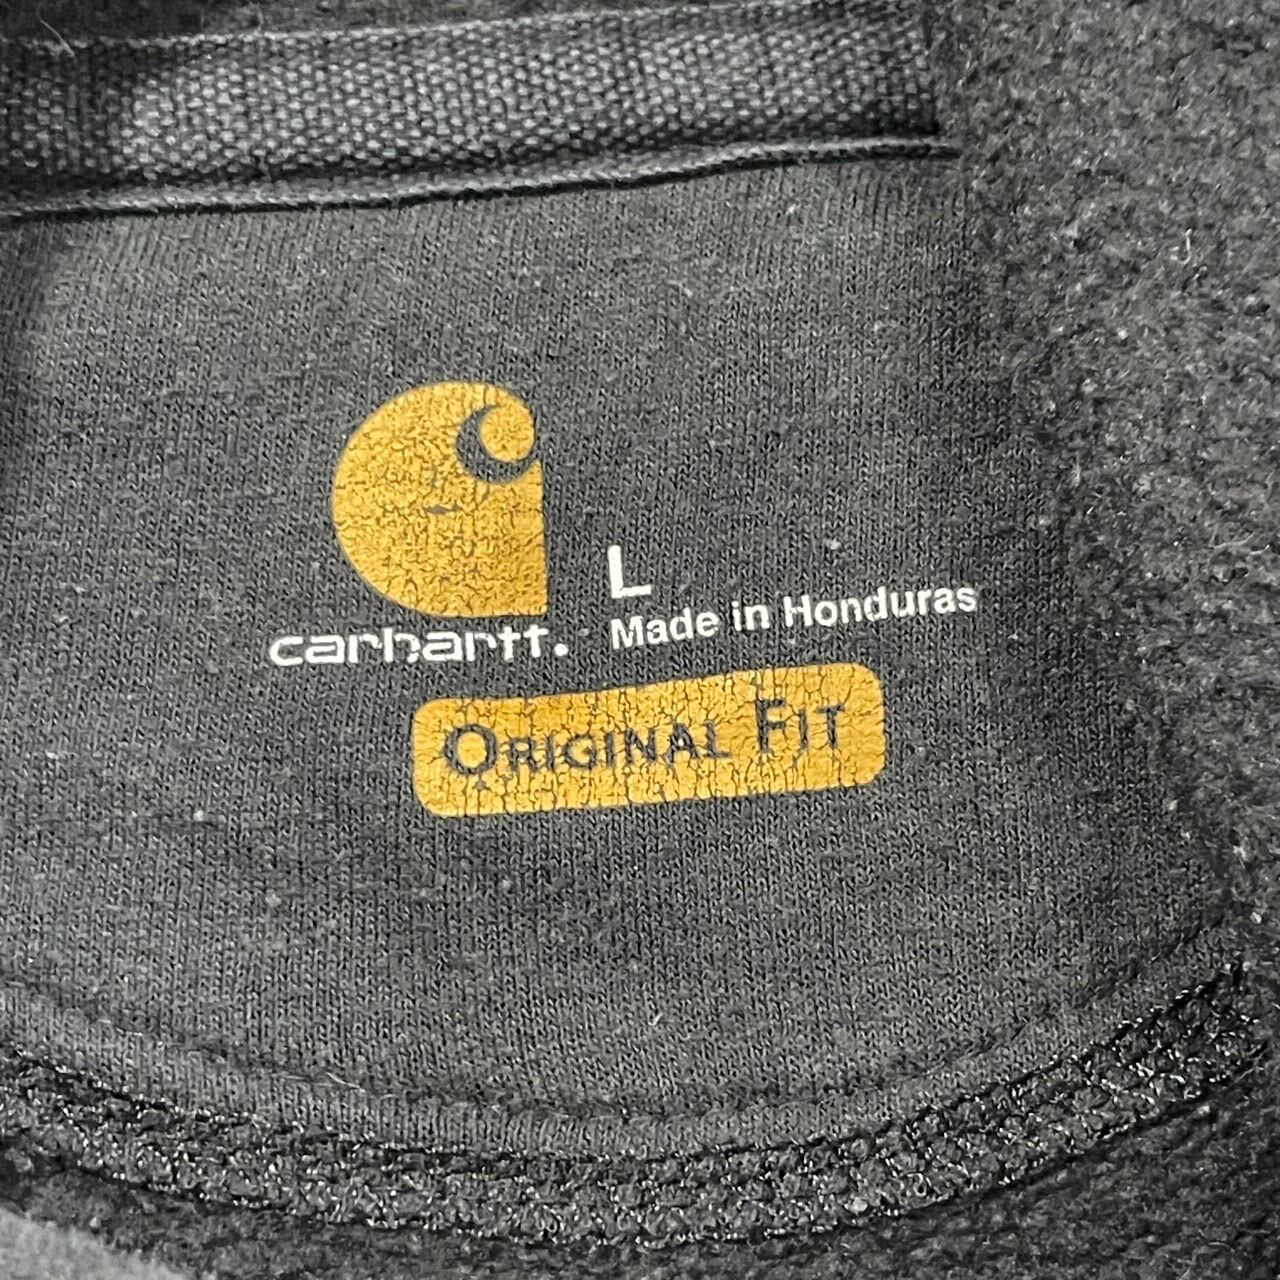 L
carhartt. Made in Honduras
ORIGINAL FIT